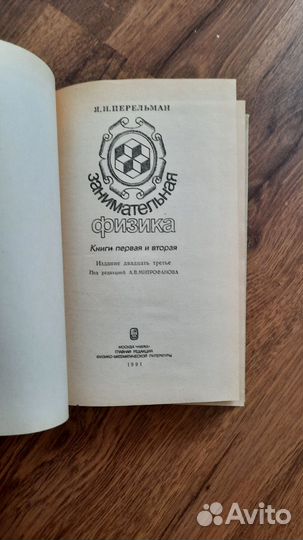 Я.И.ПЕРЕЛЬМАН
занимательная
физика
Книги первая и вторая
Издание двадцать третье
Под редакцией А.В.МИТРОФАНОВА
МОСКВА «НАУКА»
ГЛАВНАЯ РЕДАКЦИЯ
ФИЗИКО-МАТЕМАТИЧЕСКОЙ ЛИТЕРАТУРЫ
1991
Avito